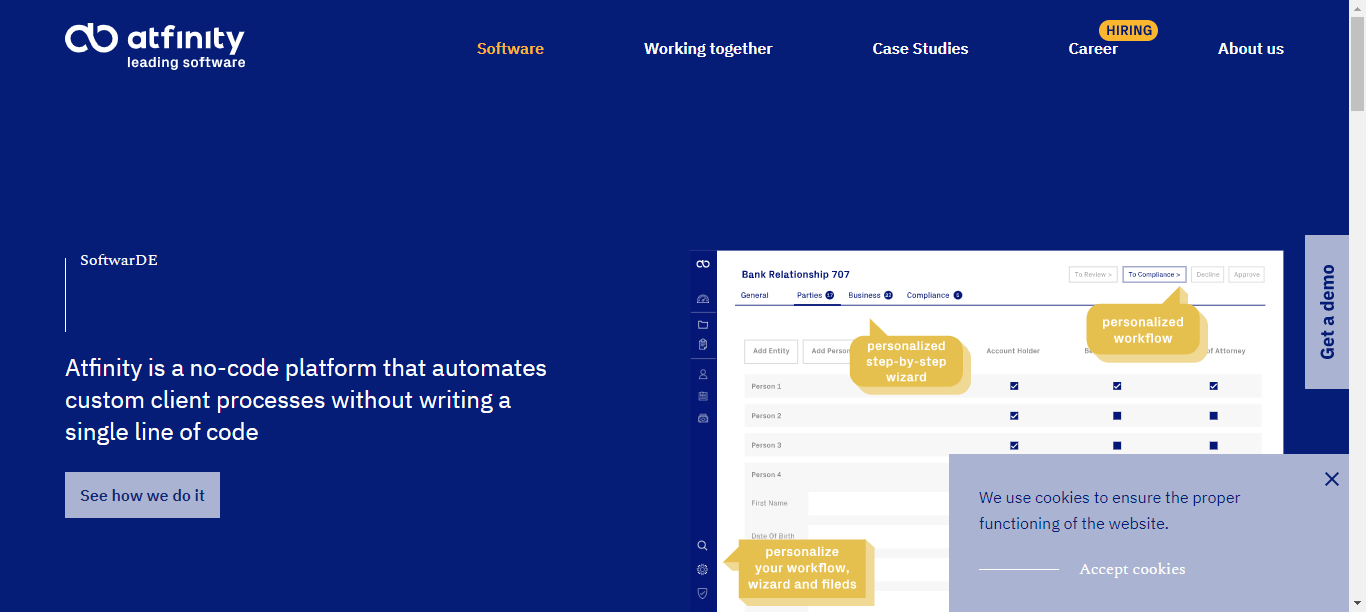 atfinity
leading software
Software
Working together
Case Studies
HIRING
Career
About us
SoftwarDE
Atfinity is a no-code platform that automates
custom client processes without writing a
single line of code
See how we do it
Get a demo
Bank Relationship 707
To Review >
To Compliance >
Decline
Approve
General
Parties 17
Business
Compliance
personalized
workflow
personalized
step-by-step
wizard
Add Entity
Add Person
Account Holder
of Attorney
Person 1
Person 2
Person 3
Person 4
First Name
Date Of Birth
personalize
your workflow,
wizard and fileds
We use cookies to ensure the proper
functioning of the website.
Accept cookies